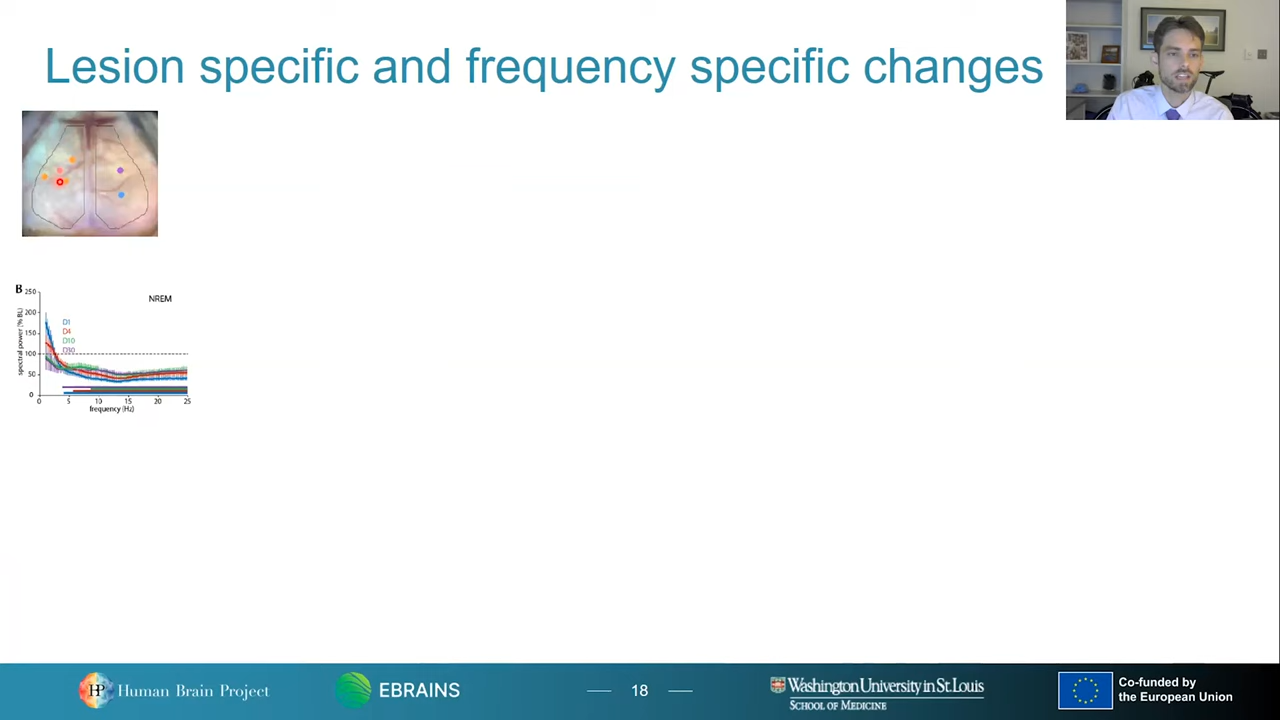 Lesion specific and frequency specific changes
B
NREM
250
200
150
100
50
0
spectral power (% BL)
D1
D4
D10
D30
0 5 10 15 20 25
frequency (Hz)
HP Human Brain Project
EBRAINS
18
Washington University in St. Louis
SCHOOL OF MEDICINE
Co-funded by
the European Union